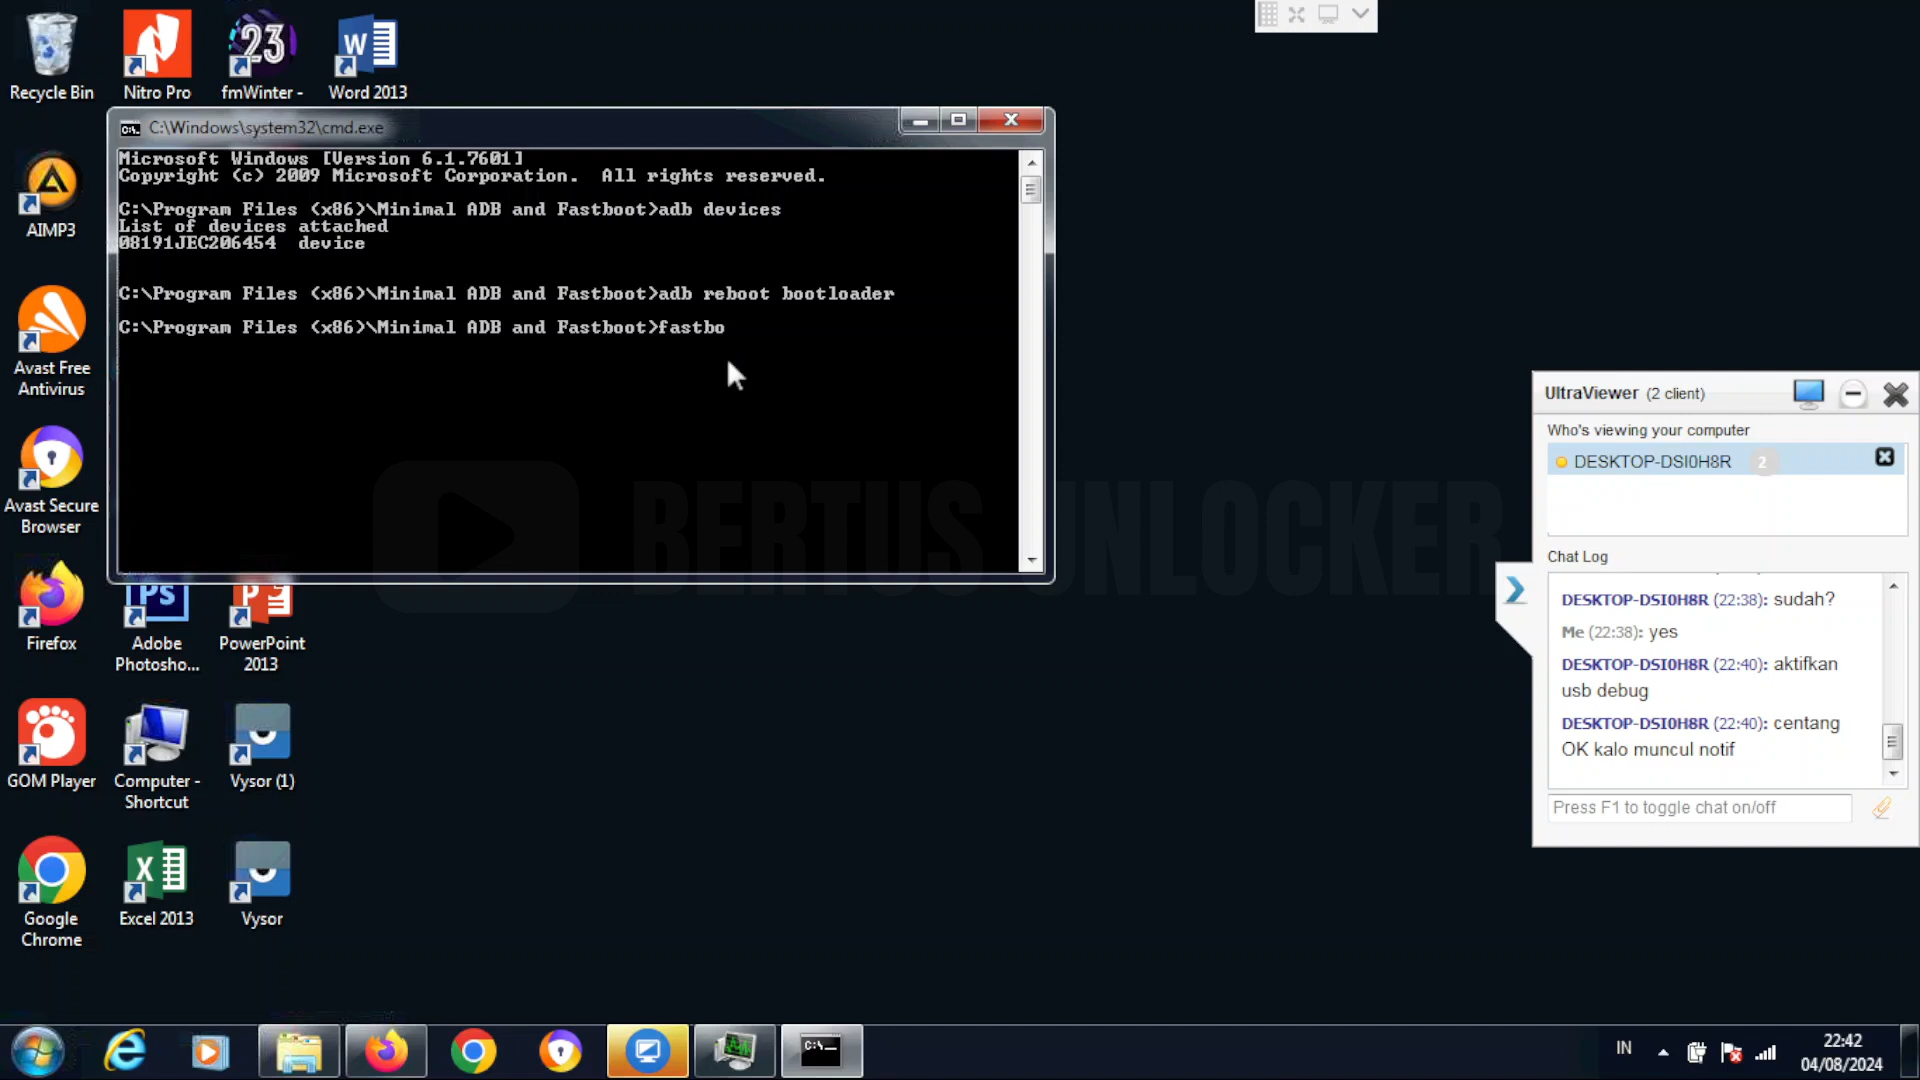 Recycle Bin
Nitro Pro
23
fmWinter -
W
Word 2013
C:\Windows\system32\cmd.exe
Microsoft Windows [Version 6.1.7601]
Copyright (c) 2009 Microsoft Corporation.  All rights reserved.
C:\Program Files (x86)\Minimal ADB and Fastboot>adb devices
List of devices attached
08191JEC206454  device
C:\Program Files (x86)\Minimal ADB and Fastboot>adb reboot bootloader
C:\Program Files (x86)\Minimal ADB and Fastboot>fastbo
AIMP3
Avast Free
Antivirus
Avast Secure
Browser
BERTUS UNLOCKER
Firefox
PS
Adobe
Photosho...
P
PowerPoint
2013
GOM Player
Computer -
Shortcut
Vysor (1)
Google
Chrome
X
Excel 2013
Vysor
UltraViewer (2 client)
Who's viewing your computer
DESKTOP-DSI0H8R 2
Chat Log
DESKTOP-DSI0H8R (22:38): sudah?
Me (22:38): yes
DESKTOP-DSI0H8R (22:40): aktifkan
usb debug
DESKTOP-DSI0H8R (22:40): centang
OK kalo muncul notif
Press F1 to toggle chat on/off
C:\_
IN
22:42
04/08/2024